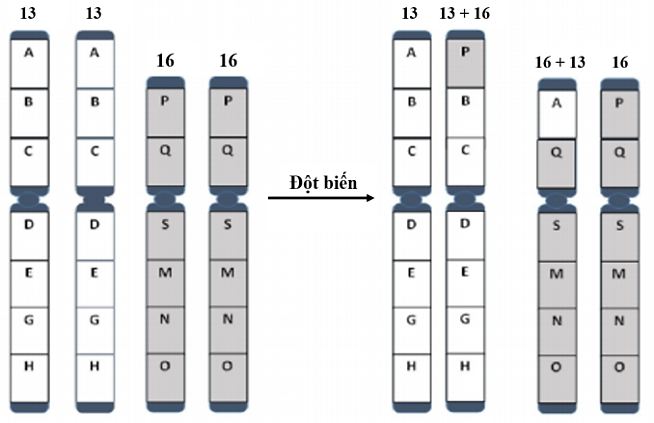 13 13 16 16
A A
B B P P
C C Q Q
D D S S
E E M M
G G N N
H H O O
Đột biến
13 13 + 16 16 + 13 16
A P
B B A P
C C Q Q
D D S S
E E M M
G G N N
H H O O